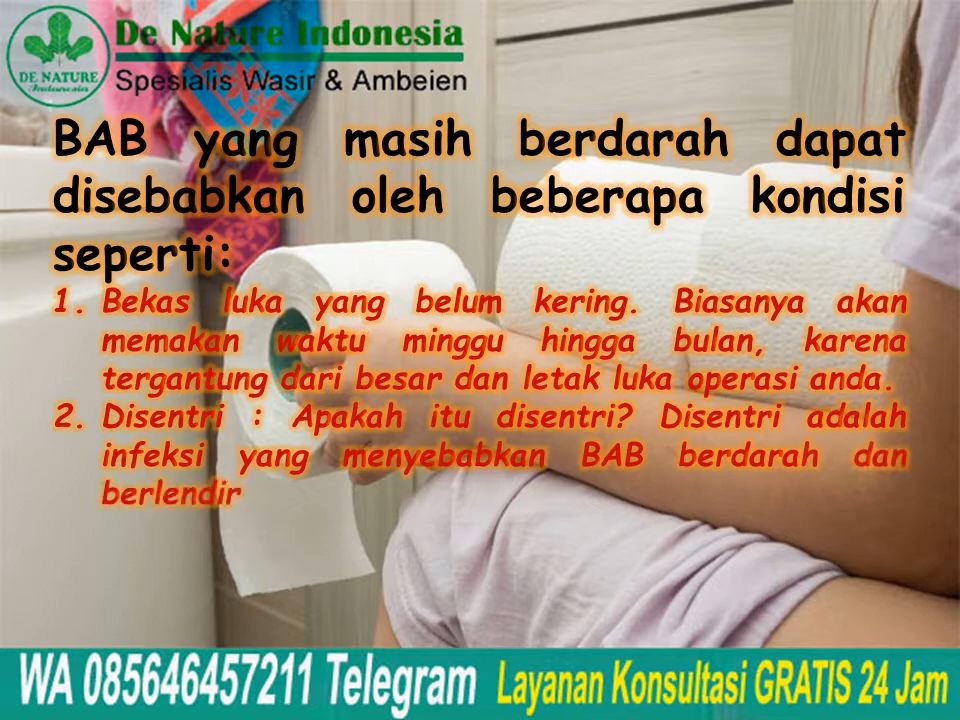 De Nature Indonesia
DE NATURE
Indonesia
Spesialis Wasir & Ambeien
BAB yang masih berdarah dapat
disebabkan oleh beberapa kondisi
seperti:
1. Bekas luka yang belum kering. Biasanya akan
memakan waktu minggu hingga bulan, karena
tergantung dari besar dan letak luka operasi anda.
2. Disentri : Apakah itu disentri? Disentri adalah
infeksi yang menyebabkan BAB berdarah dan
berlendir
WA 085646457211 Telegram Layanan Konsultasi GRATIS 24 Jam